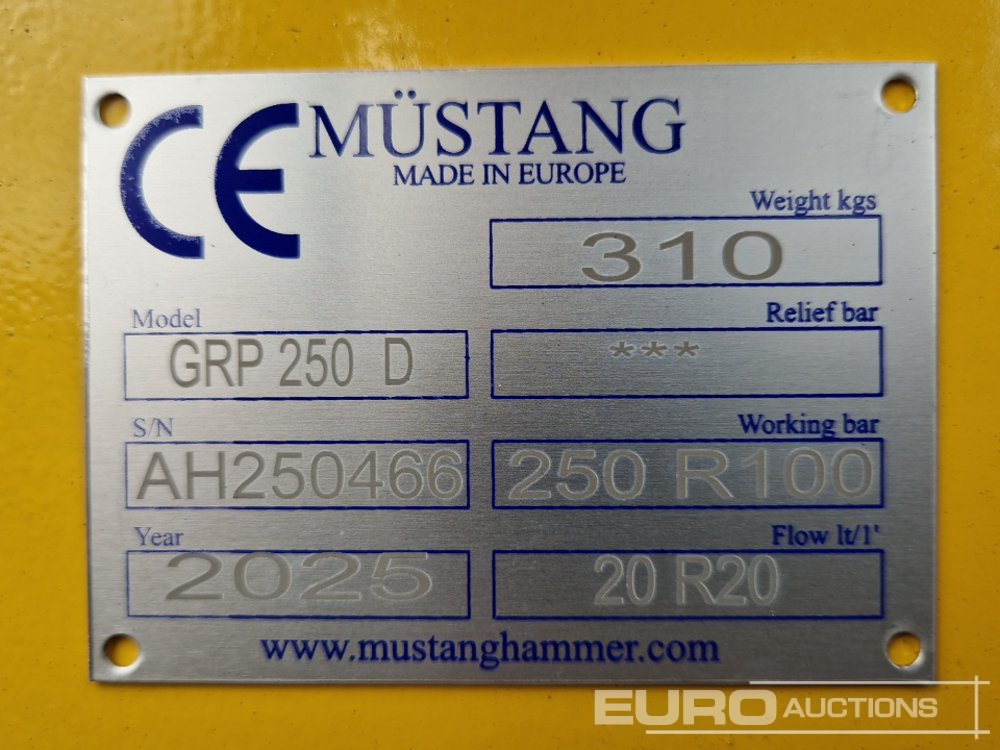 CE MÜSTANG
MADE IN EUROPE
Weight kgs
310
Model
GRP 250 D
Relief bar
***
S/N
AH250466
Working bar
250 R100
Year
2025
Flow lt/1'
20 R20
www.mustanghammer.com
EURO AUCTIONS